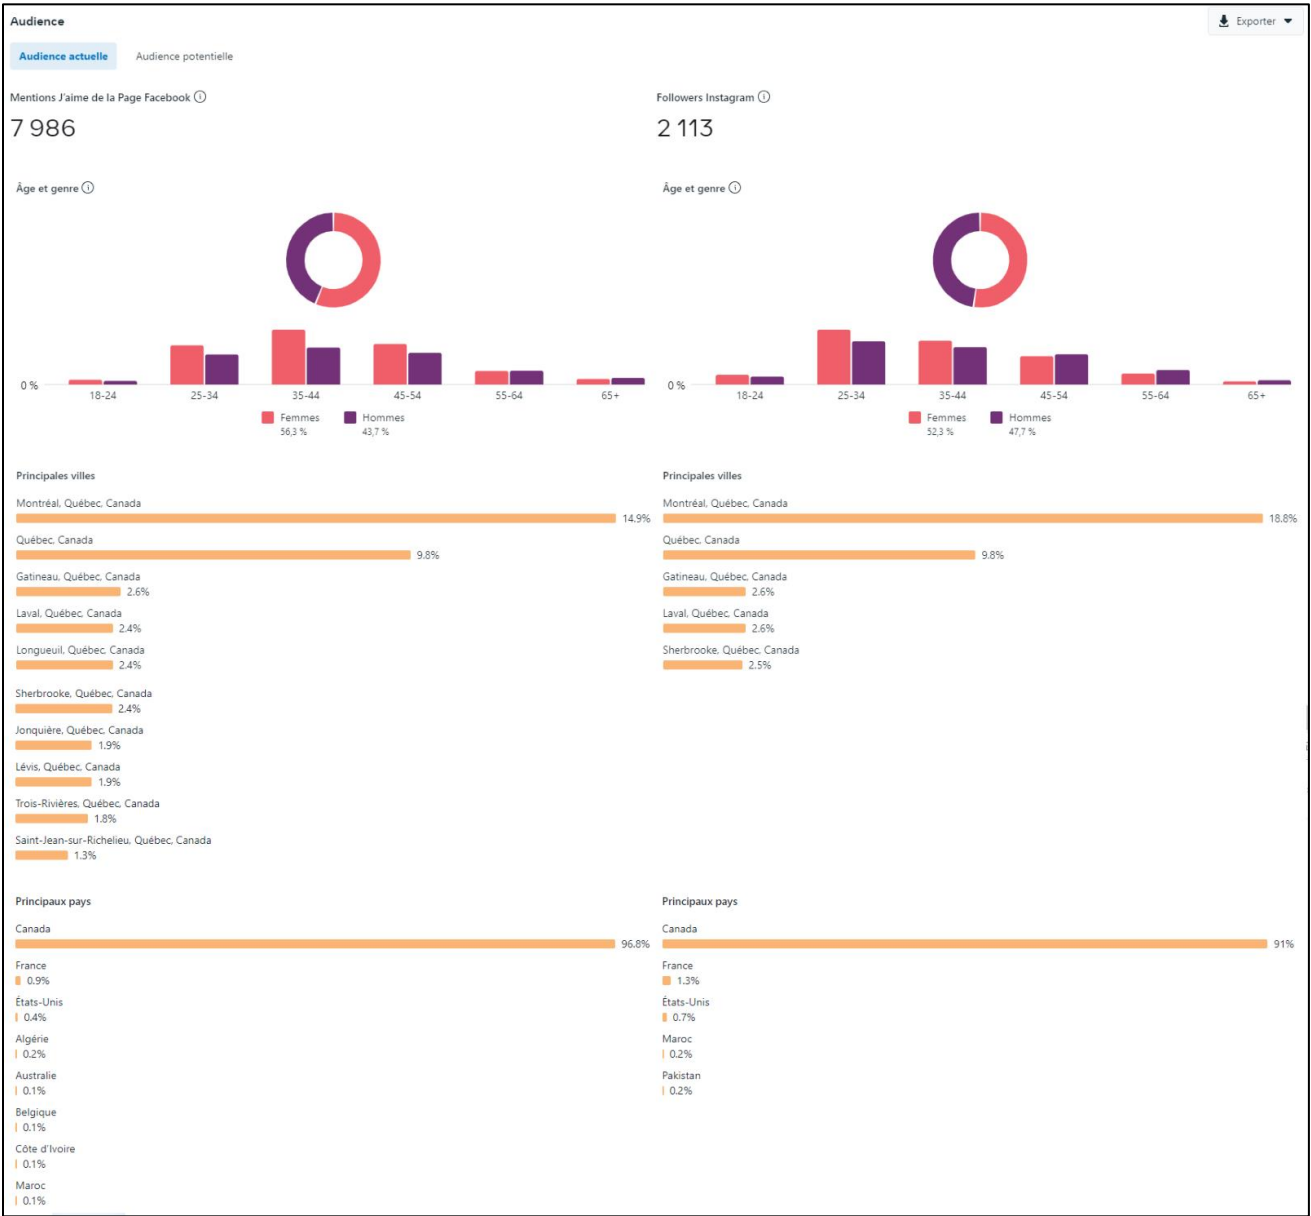 Audience
Exporter
Audience actuelle
Audience potentielle
Mentions J'aime de la Page Facebook
7 986
Âge et genre
0 %
18-24
25-34
35-44
45-54
55-64
65+
Femmes
56,3 %
Hommes
43,7 %
Principales villes
Montréal, Québec, Canada
14.9%
Québec, Canada
9.8%
Gatineau, Québec, Canada
2.6%
Laval, Québec, Canada
2.4%
Longueuil, Québec, Canada
2.4%
Sherbrooke, Québec, Canada
2.4%
Jonquière, Québec, Canada
1.9%
Lévis, Québec, Canada
1.9%
Trois-Rivières, Québec, Canada
1.8%
Saint-Jean-sur-Richelieu, Québec, Canada
1.3%
Principaux pays
Canada
96.8%
France
0.9%
États-Unis
0.4%
Algérie
0.2%
Australie
0.1%
Belgique
0.1%
Côte d'Ivoire
0.1%
Maroc
0.1%
Followers Instagram
2 113
Âge et genre
0 %
18-24
25-34
35-44
45-54
55-64
65+
Femmes
52,3 %
Hommes
47,7 %
Principales villes
Montréal, Québec, Canada
18.8%
Québec, Canada
9.8%
Gatineau, Québec, Canada
2.6%
Laval, Québec, Canada
2.6%
Sherbrooke, Québec, Canada
2.5%
Principaux pays
Canada
91%
France
1.3%
États-Unis
0.7%
Maroc
0.2%
Pakistan
0.2%